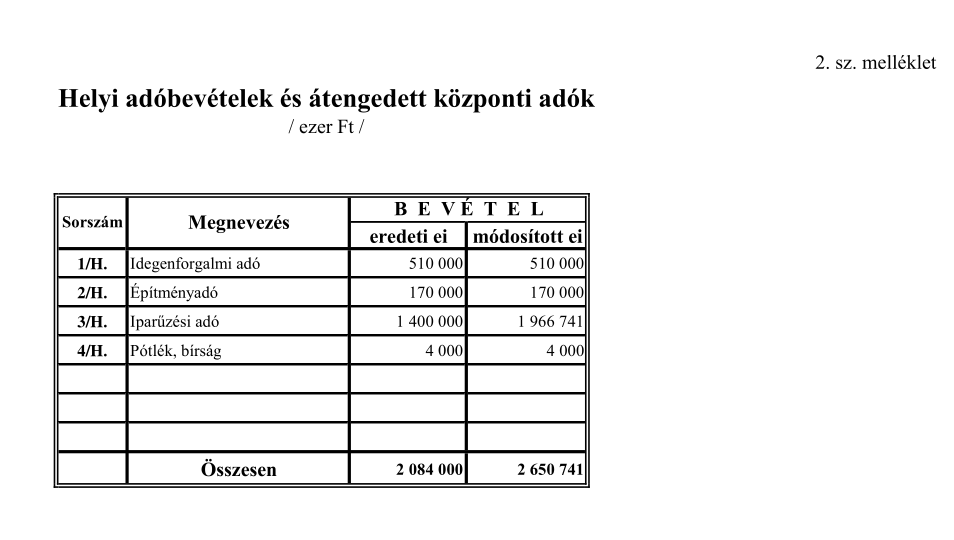 2. sz. melléklet
Helyi adóbevételek és átengedett központi adók
/ ezer Ft /
Sorszám Megnevezés B E V É T E L
eredeti ei módosított ei
1/H. Idegenforgalmi adó 510 000 510 000
2/H. Építményadó 170 000 170 000
3/H. Iparűzési adó 1 400 000 1 966 741
4/H. Pótlék, bírság 4 000 4 000
Összesen 2 084 000 2 650 741